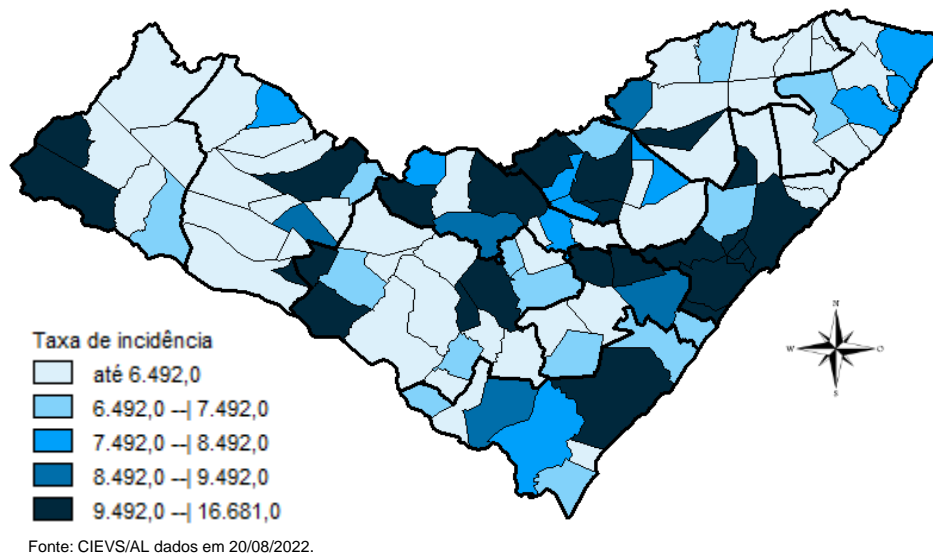 Taxa de incidência
até 6.492,0
6.492,0 --| 7.492,0
7.492,0 --| 8.492,0
8.492,0 --| 9.492,0
9.492,0 --| 16.681,0
N
W
O
S
Fonte: CIEVS/AL dados em 20/08/2022.